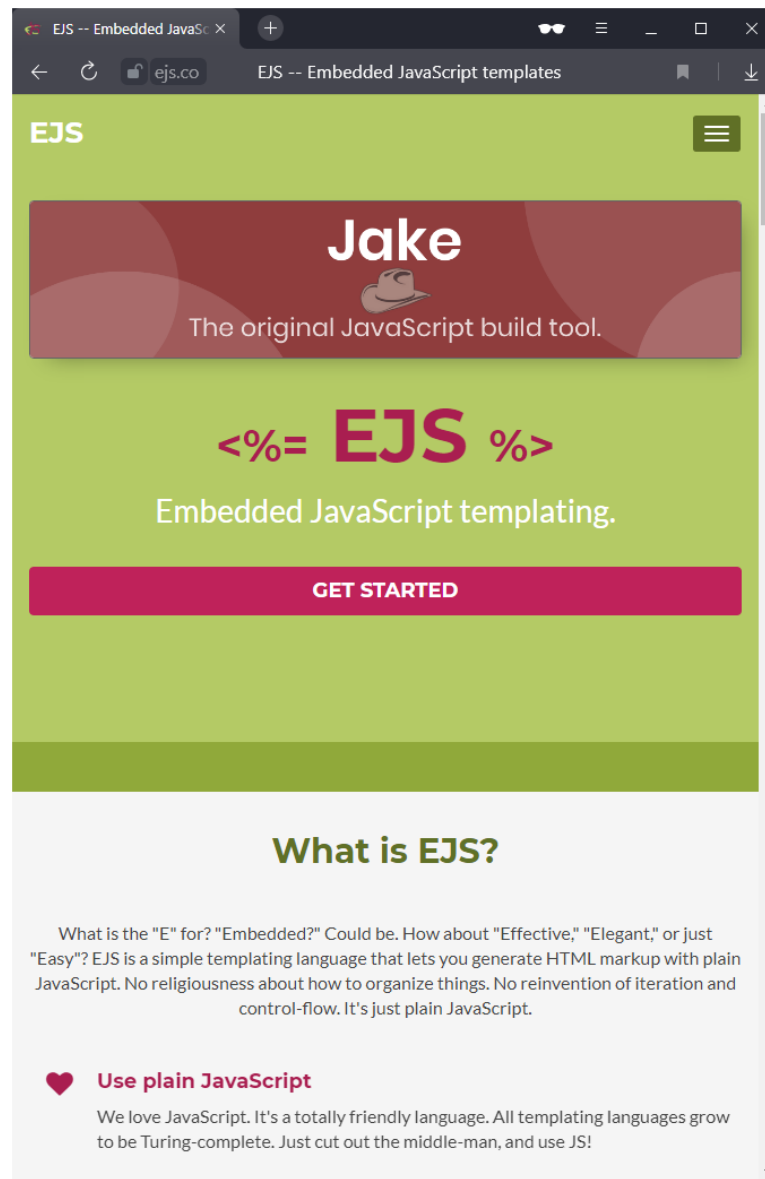 EJS -- Embedded JavaSc
ejs.co
EJS -- Embedded JavaScript templates
EJS
Jake
The original JavaScript build tool.
<%= EJS %>
Embedded JavaScript templating.
GET STARTED
What is EJS?
What is the "E" for? "Embedded?" Could be. How about "Effective," "Elegant," or just
"Easy"? EJS is a simple templating language that lets you generate HTML markup with plain
JavaScript. No religiousness about how to organize things. No reinvention of iteration and
control-flow. It's just plain JavaScript.
Use plain JavaScript
We love JavaScript. It's a totally friendly language. All templating languages grow
to be Turing-complete. Just cut out the middle-man, and use JS!